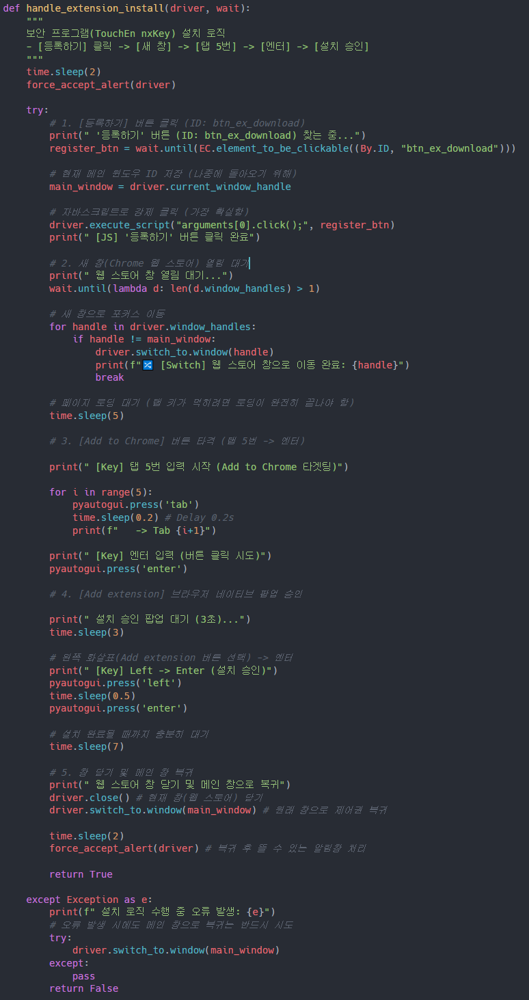 def handle_extension_install(driver, wait):
    """
    보안 프로그램(TouchEn nxKey) 설치 로직
    - [등록하기] 클릭 -> [새 창] -> [탭 5번] -> [엔터] -> [설치 승인]
    """
    time.sleep(2)
    force_accept_alert(driver)

    try:
        # 1. [등록하기] 버튼 클릭 (ID: btn_ex_download)
        print(" '등록하기' 버튼 (ID: btn_ex_download) 찾는 중...")
        register_btn = wait.until(EC.element_to_be_clickable((By.ID, "btn_ex_download")))

        # 현재 메인 윈도우 ID 저장 (나중에 돌아오기 위해)
        main_window = driver.current_window_handle

        # 자바스크립트로 강제 클릭 (가장 확실함)
        driver.execute_script("arguments[0].click();", register_btn)
        print(" [JS] '등록하기' 버튼 클릭 완료")

        # 2. 새 창(Chrome 웹 스토어) 열림 대기
        print(" 웹 스토어 창 열림 대기...")
        wait.until(lambda d: len(d.window_handles) > 1)

        # 새 창으로 포커스 이동
        for handle in driver.window_handles:
            if handle != main_window:
                driver.switch_to.window(handle)
                print(f"🔀 [Switch] 웹 스토어 창으로 이동 완료: {handle}")
                break

        # 페이지 로딩 대기 (탭 키가 먹히려면 로딩이 완전히 끝나야 함)
        time.sleep(5)

        # 3. [Add to Chrome] 버튼 타격 (탭 5번 -> 엔터)

        print(" [Key] 탭 5번 입력 시작 (Add to Chrome 타겟팅)")

        for i in range(5):
            pyautogui.press('tab')
            time.sleep(0.2) # Delay 0.2s
            print(f"   -> Tab {i+1}")

        print(" [Key] 엔터 입력 (버튼 클릭 시도)")
        pyautogui.press('enter')

        # 4. [Add extension] 브라우저 네이티브 팝업 승인

        print(" 설치 승인 팝업 대기 (3초)...")
        time.sleep(3)

        # 왼쪽 화살표(Add extension 버튼 선택) -> 엔터
        print(" [Key] Left -> Enter (설치 승인)")
        pyautogui.press('left')
        time.sleep(0.5)
        pyautogui.press('enter')

        # 설치 완료될 때까지 충분히 대기
        time.sleep(7)

        # 5. 창 닫기 및 메인 창 복귀
        print(" 웹 스토어 창 닫기 및 메인 창으로 복귀")
        driver.close() # 현재 창(웹 스토어) 닫기
        driver.switch_to.window(main_window) # 원래 창으로 제어권 복귀

        time.sleep(2)
        force_accept_alert(driver) # 복귀 후 뜰 수 있는 알림창 처리

        return True

    except Exception as e:
        print(f" 설치 로직 수행 중 오류 발생: {e}")
        # 오류 발생 시에도 메인 창으로 복귀는 반드시 시도
        try:
            driver.switch_to.window(main_window)
        except:
            pass
        return False